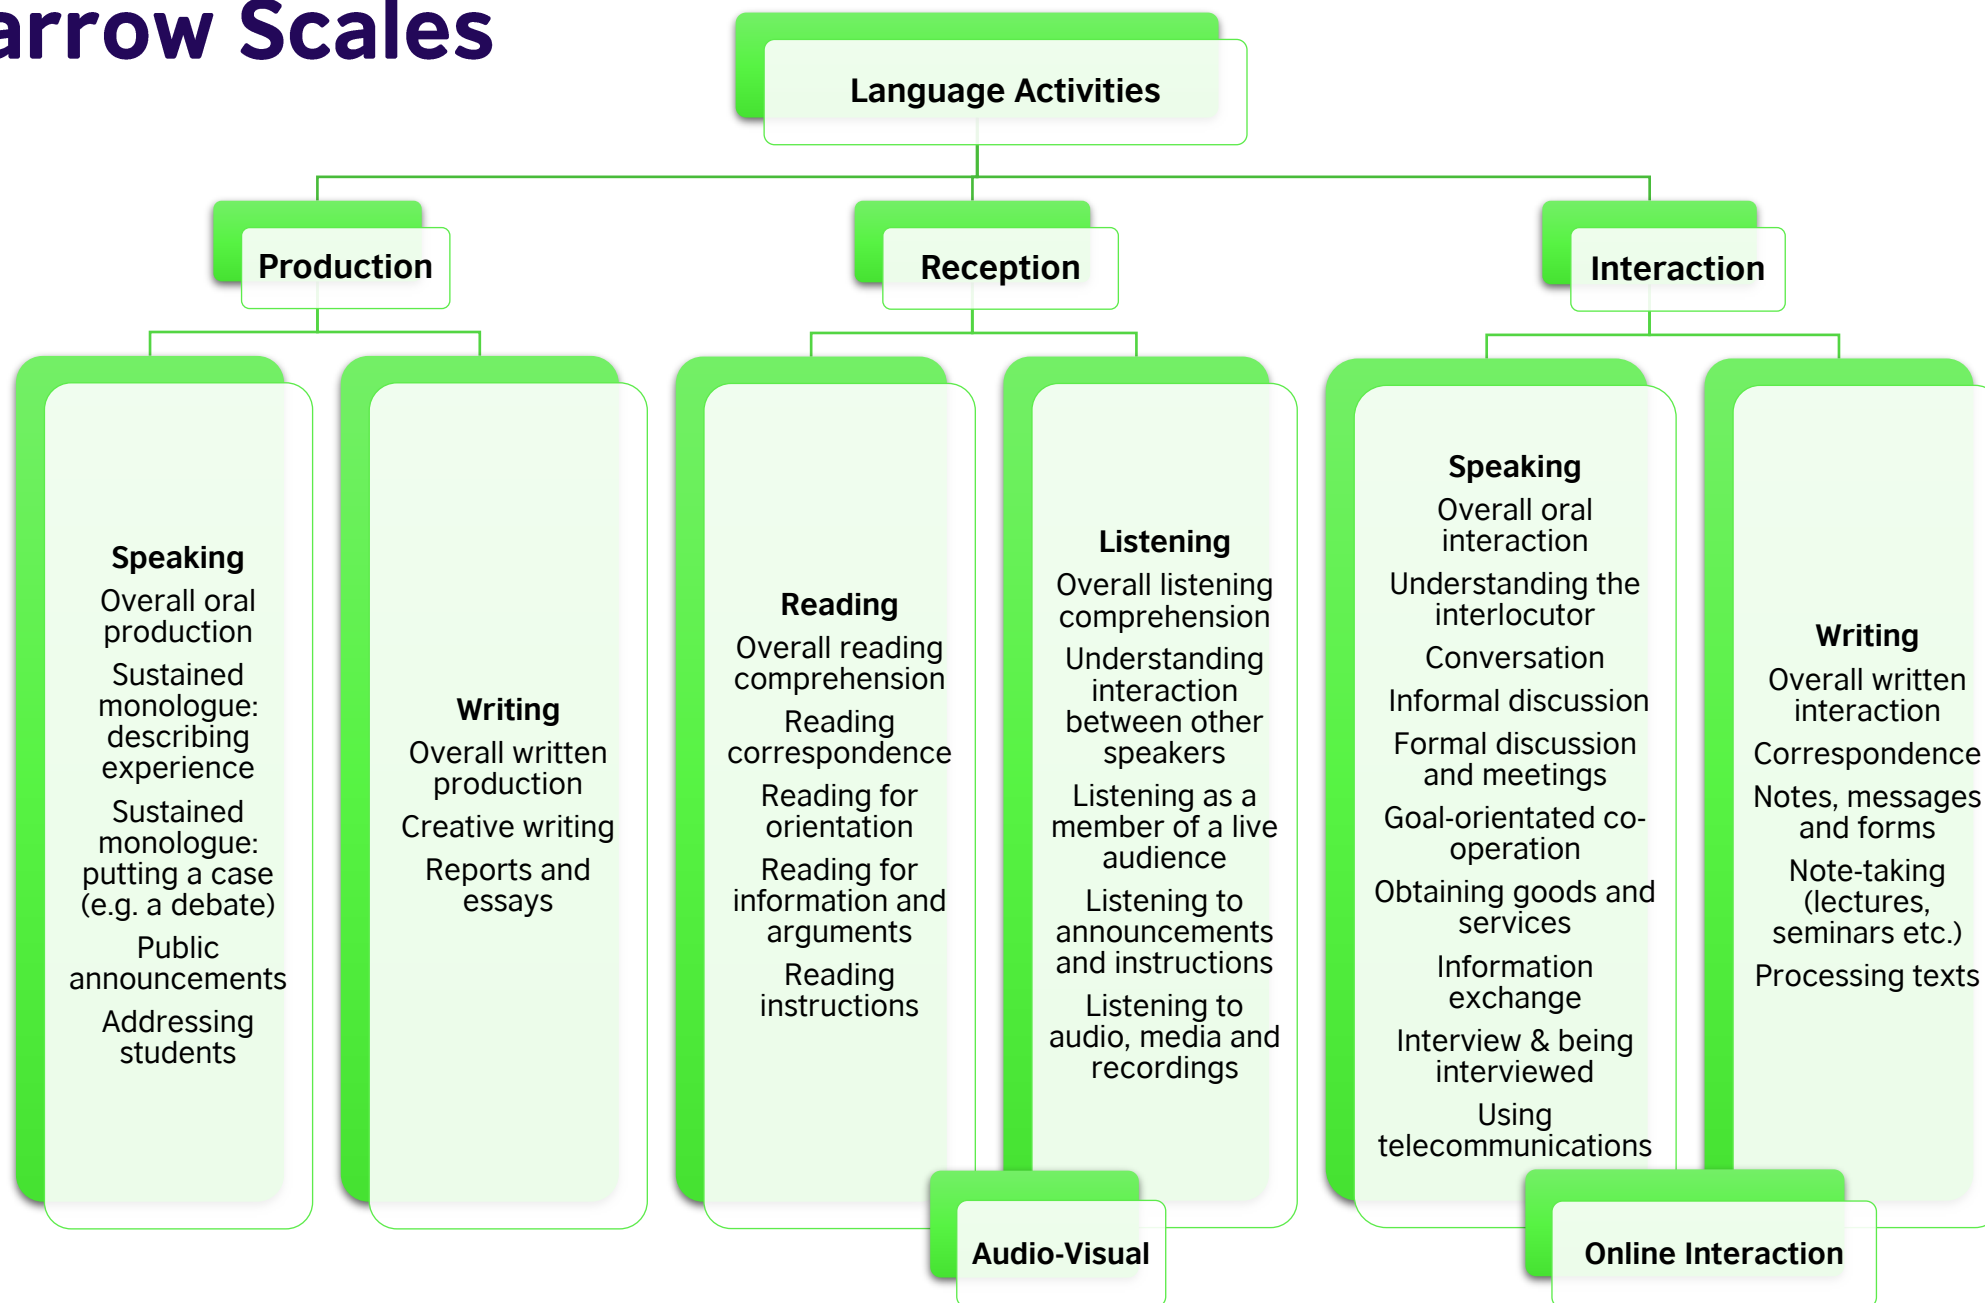 arrow Scales
Language Activities
Production
Reception
Interaction
Speaking
Overall oral
production
Sustained
monologue:
describing
experience
Sustained
monologue:
putting a case
(e.g. a debate)
Public
announcements
Addressing
students
Writing
Overall written
production
Creative writing
Reports and
essays
Reading
Overall reading
comprehension
Reading
correspondence
Reading for
orientation
Reading for
information and
arguments
Reading
instructions
Listening
Overall listening
comprehension
Understanding
interaction
between other
speakers
Listening as a
member of a live
audience
Listening to
announcements
and instructions
Listening to
audio, media and
recordings
Audio-Visual
Speaking
Overall oral
interaction
Understanding the
interlocutor
Conversation
Informal discussion
Formal discussion
and meetings
Goal-orientated co-
operation
Obtaining goods and
services
Information
exchange
Interview & being
interviewed
Using
telecommunications
Writing
Overall written
interaction
Correspondence
Notes, messages
and forms
Note-taking
(lectures,
seminars etc.)
Processing texts
Online Interaction